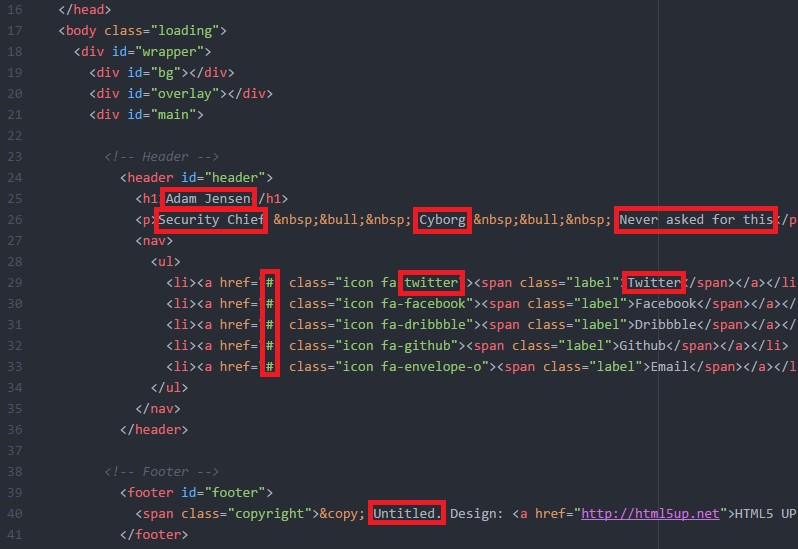 16 </head>
17 <body class="loading">
18 <div id="wrapper">
19 <div id="bg"></div>
20 <div id="overlay"></div>
21 <div id="main">
22
23 <!-- Header -->
24 <header id="header">
25 <h1 Adam Jensen /h1>
26 <p>Security Chief &nbsp;&bull;&nbsp; Cyborg &nbsp;&bull;&nbsp; Never asked for this</p
27 <nav>
28 <ul>
29 <li><a href="# class="icon fa-twitter"><span class="label">Twitter</span></a></li
30 <li><a href="# class="icon fa-facebook"><span class="label">Facebook</span></a></
31 <li><a href="# class="icon fa-dribbble"><span class="label">Dribbble</span></a></
32 <li><a href="# class="icon fa-github"><span class="label">Github</span></a></li>
33 <li><a href="# class="icon fa-envelope-o"><span class="label">Email</span></a></l
34 </ul>
35 </nav>
36 </header>
37
38 <!-- Footer -->
39 <footer id="footer">
40 <span class="copyright">&copy; Untitled. Design: <a href="http://html5up.net">HTML5 UP
41 </footer>